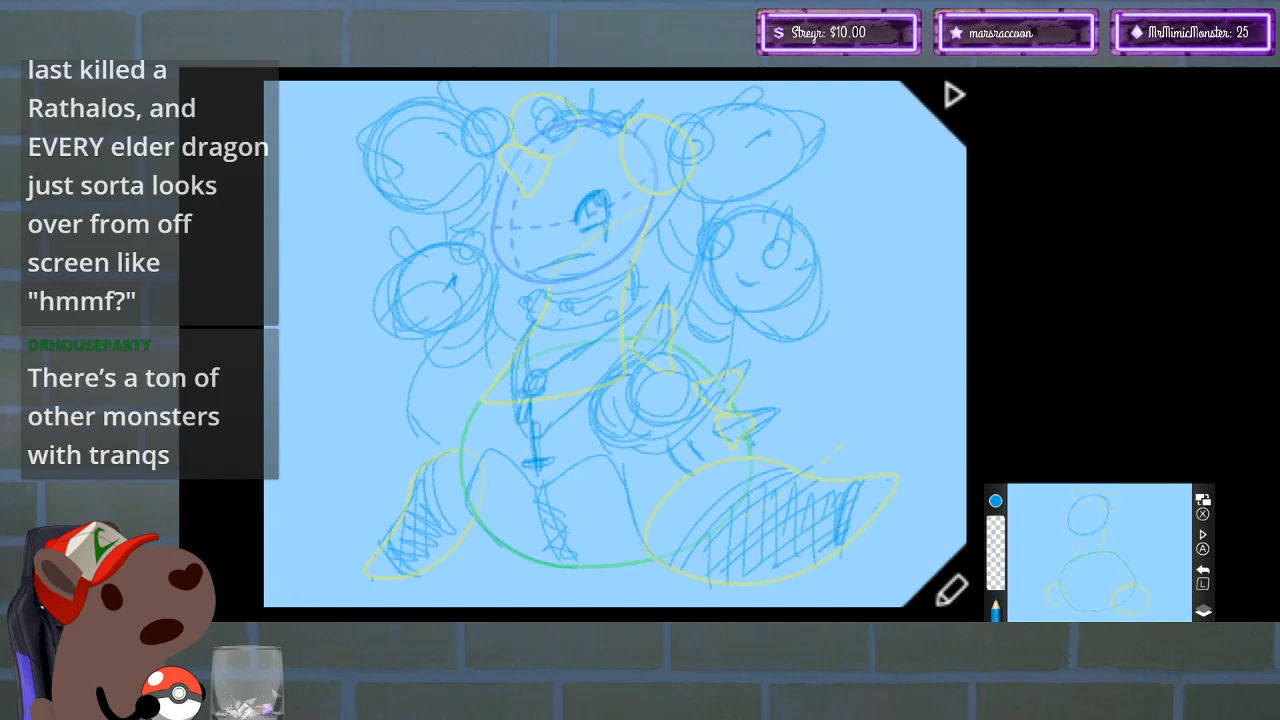 $ Streyr: $10.00
marsraccoon
MrMimicMonster: 25
last killed a
Rathalos, and
EVERY elder dragon
just sorta looks
over from off
screen like
"hmmf?"
DRHOUSEPARTY
There's a ton of
other monsters
with tranqs
X
A
L